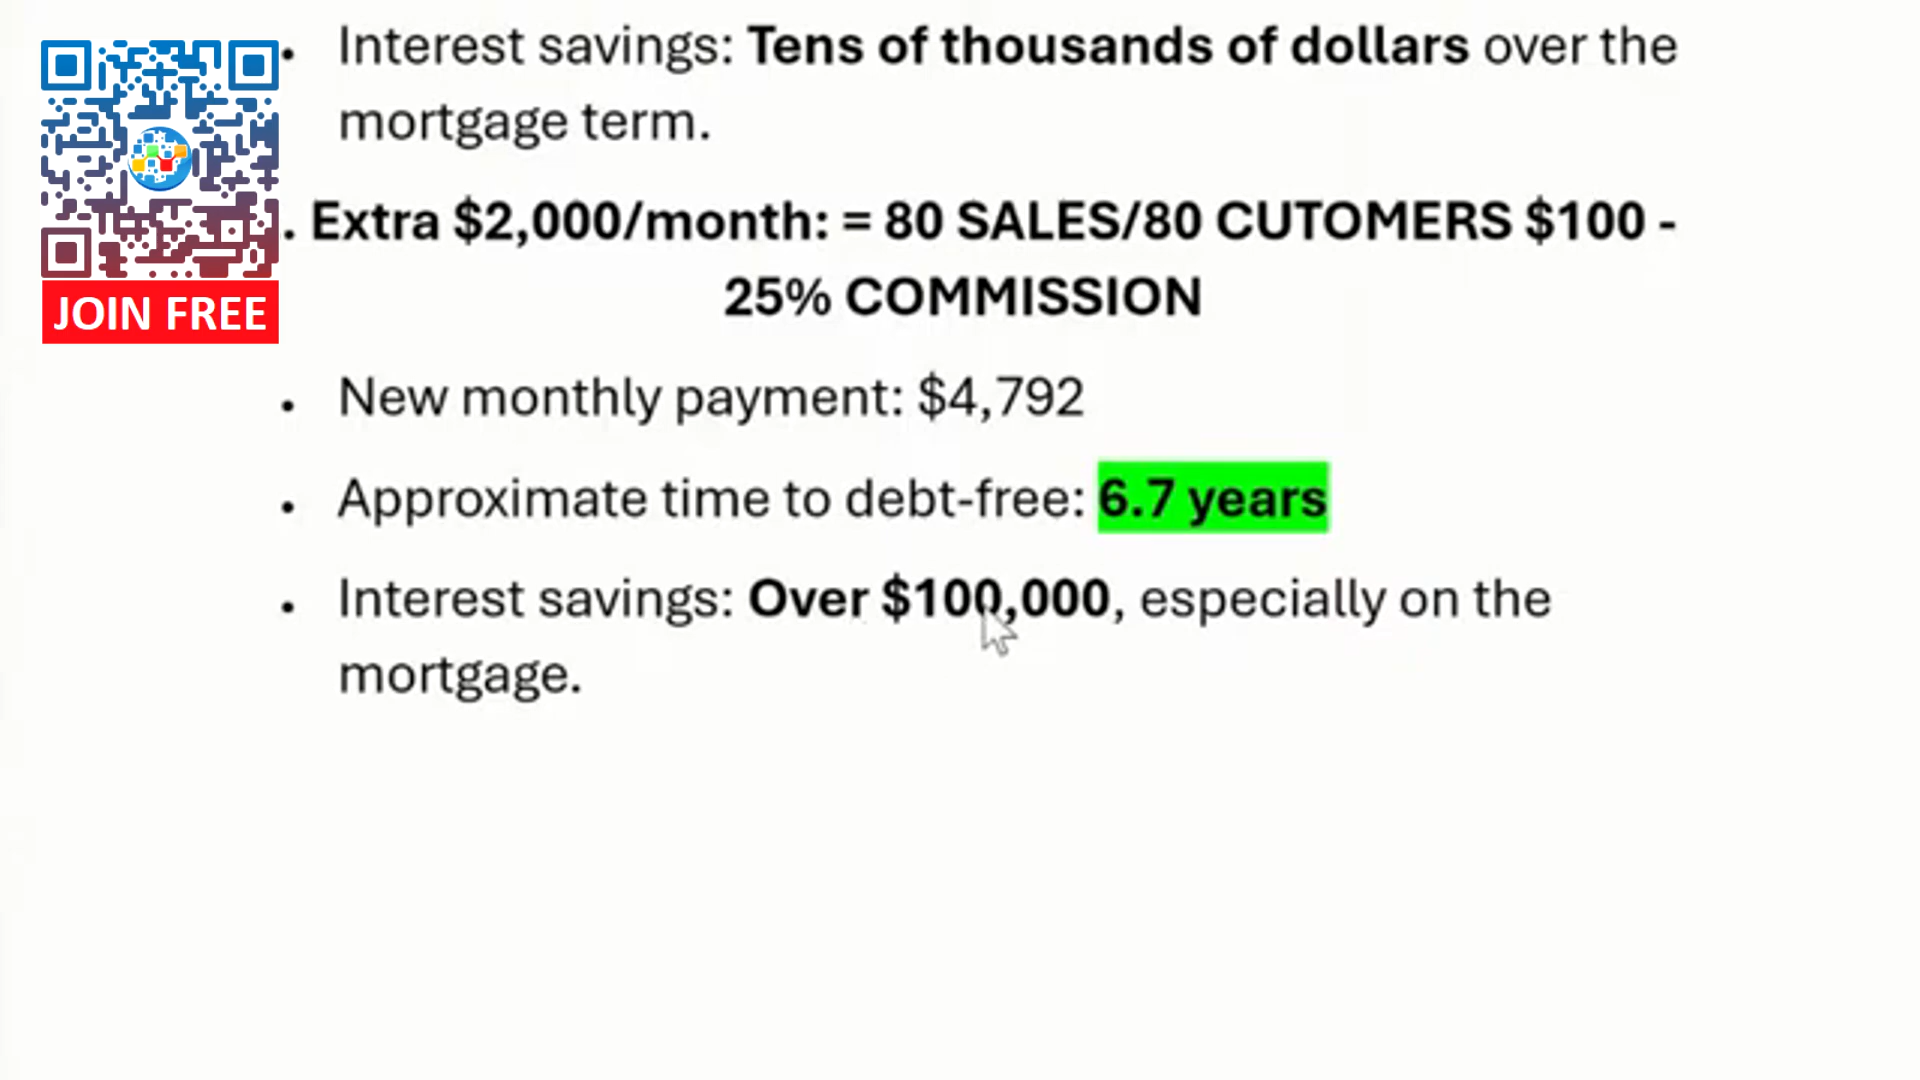 • Interest savings: Tens of thousands of dollars over the
mortgage term.
JOIN FREE
. Extra $2,000/month: = 80 SALES/80 CUTOMERS $100 -
25% COMMISSION
• New monthly payment: $4,792
• Approximate time to debt-free: 6.7 years
• Interest savings: Over $100,000, especially on the
mortgage.